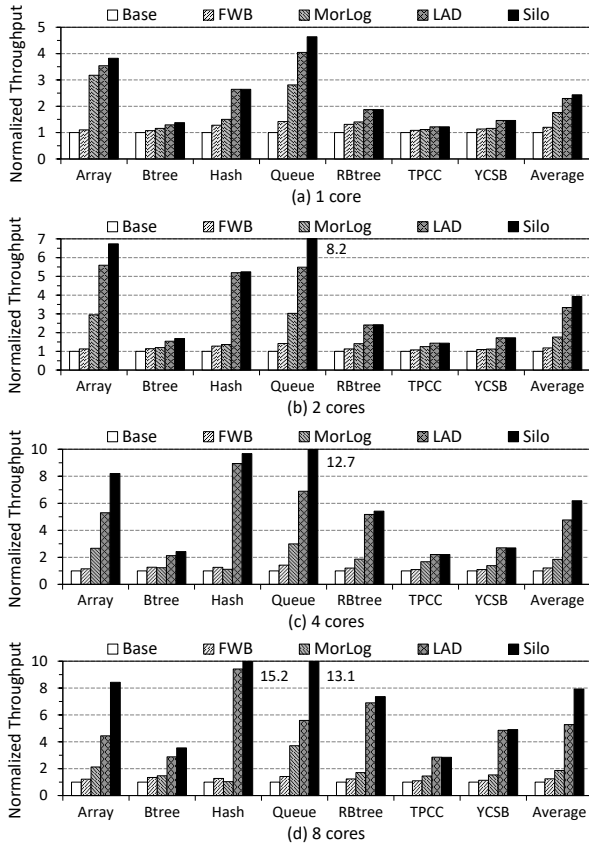 Base FWB MorLog LAD Silo
Normalized Throughput
5
4
3
2
1
0
Array Btree Hash Queue RBtree TPCC YCSB Average
(a) 1 core
Base FWB MorLog LAD Silo
Normalized Throughput
7
6
5
4
3
2
1
0
8.2
Array Btree Hash Queue RBtree TPCC YCSB Average
(b) 2 cores
Base FWB MorLog LAD Silo
Normalized Throughput
10
8
6
4
2
0
12.7
Array Btree Hash Queue RBtree TPCC YCSB Average
(c) 4 cores
Base FWB MorLog LAD Silo
Normalized Throughput
10
8
6
4
2
0
15.2 13.1
Array Btree Hash Queue RBtree TPCC YCSB Average
(d) 8 cores